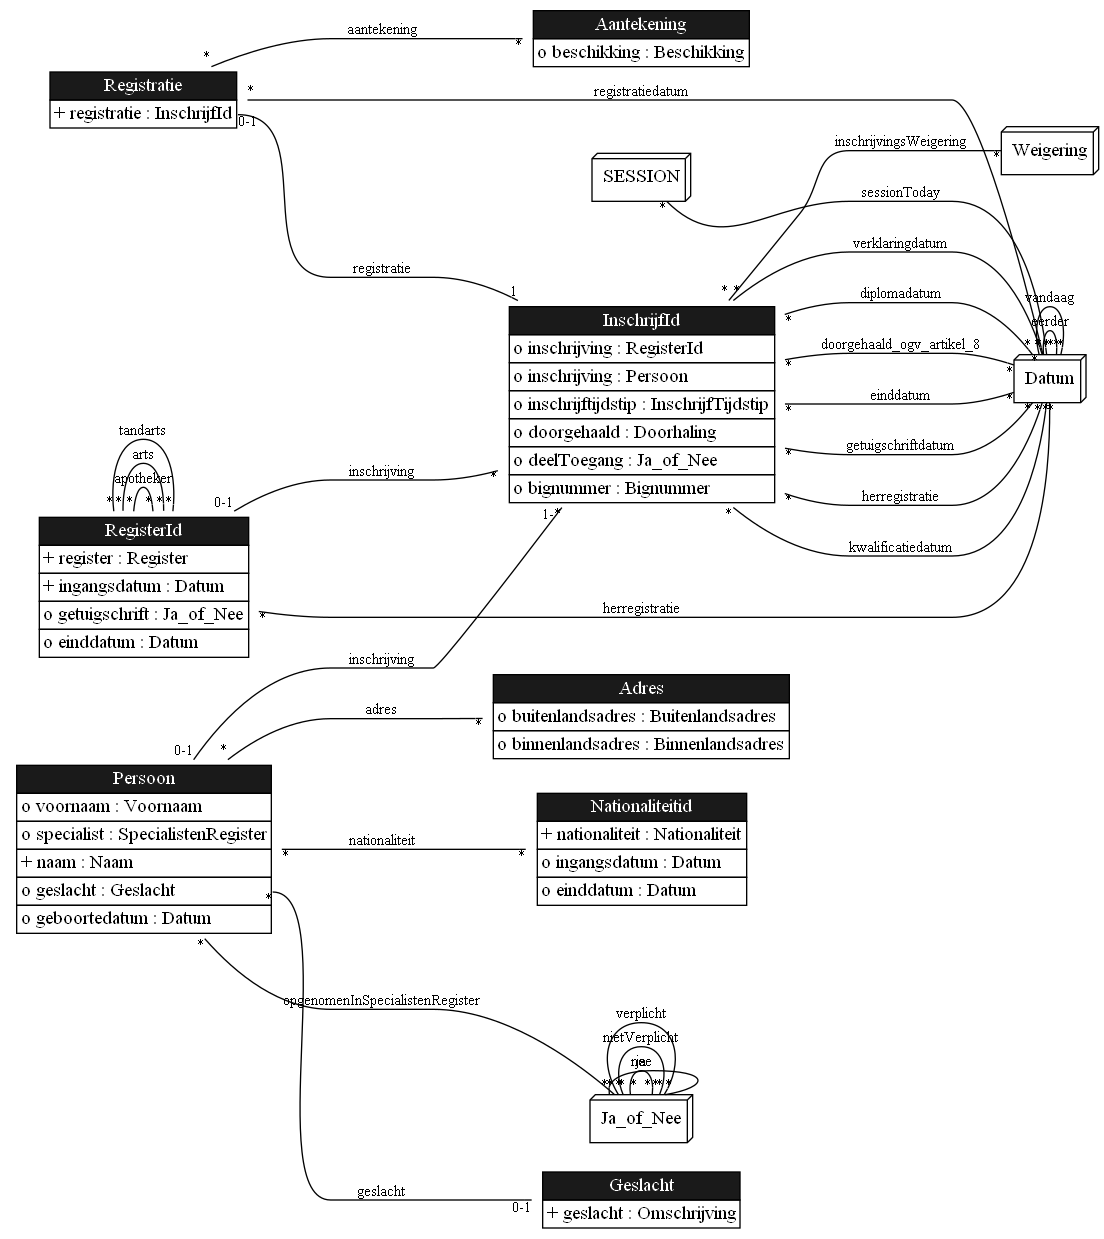 aantekening
*
*
Aantekening
o beschikking : Beschikking
Registratie
+ registratie : InschrijfId
*
0-1
registratiedatum
inschrijvingsWeigering
*
Weigering
SESSION
*
sessionToday
verklaringdatum
registratie
1
* *
InschrijfId
o inschrijving : RegisterId
o inschrijving : Persoon
o inschrijftijdstip : InschrijfTijdstip
o doorgehaald : Doorhaling
o deelToegang : Ja_of_Nee
o bignummer : Bignummer
diplomadatum
*
doorgehaald_ogv_artikel_8
*
*
einddatum
*
*
getuigschriftdatum
*
herregistratie
*
kwalificatiedatum
*
vandaag
eerder
Datum
tandarts
arts
apotheker
* * * * * *
RegisterId
+ register : Register
+ ingangsdatum : Datum
o getuigschrift : Ja_of_Nee
o einddatum : Datum
inschrijving
0-1
*
1-*
herregistratie
*
inschrijving
0-1
adres
*
*
Adres
o buitenlandsadres : Buitenlandsadres
o binnenlandsadres : Binnenlandsadres
Persoon
o voornaam : Voornaam
o specialist : SpecialistenRegister
+ naam : Naam
o geslacht : Geslacht
o geboortedatum : Datum
*
nationaliteit
*
*
Nationaliteitid
+ nationaliteit : Nationaliteit
o ingangsdatum : Datum
o einddatum : Datum
*
opgenomenInSpecialistenRegister
verplicht
nietVerplicht
Ja_of_Nee
geslacht
0-1
Geslacht
+ geslacht : Omschrijving